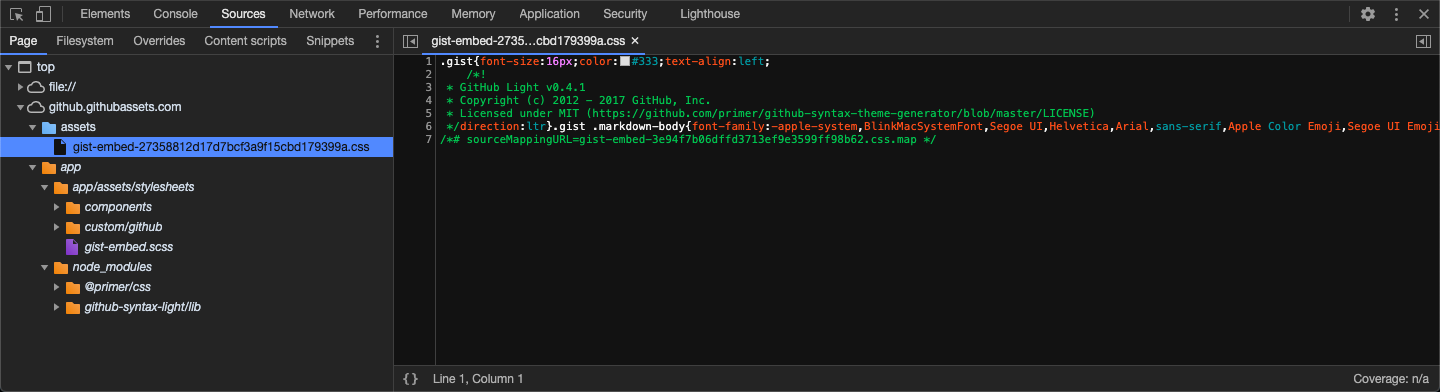 Elements Console Sources Network Performance Memory Application Security Lighthouse
Page Filesystem Overrides Content scripts Snippets
gist-embed-2735…cbd179399a.css ×
top
file://
github.githubassets.com
assets
gist-embed-27358812d17d7bcf3a9f15cbd179399a.css
app
app/assets/stylesheets
components
custom/github
gist-embed.scss
node_modules
@primer/css
github-syntax-light/lib
1 .gist{font-size:16px;color:#333;text-align:left;
2 /*!
3 * GitHub Light v0.4.1
4 * Copyright (c) 2012 - 2017 GitHub, Inc.
5 * Licensed under MIT (https://github.com/primer/github-syntax-theme-generator/blob/master/LICENSE)
6 */direction:ltr}.gist .markdown-body{font-family:-apple-system,BlinkMacSystemFont,Segoe UI,Helvetica,Arial,sans-serif,Apple Color Emoji,Segoe UI Emoji
7 /*# sourceMappingURL=gist-embed-3e94f7b06dffd3713ef9e3599ff98b62.css.map */
{} Line 1, Column 1
Coverage: n/a